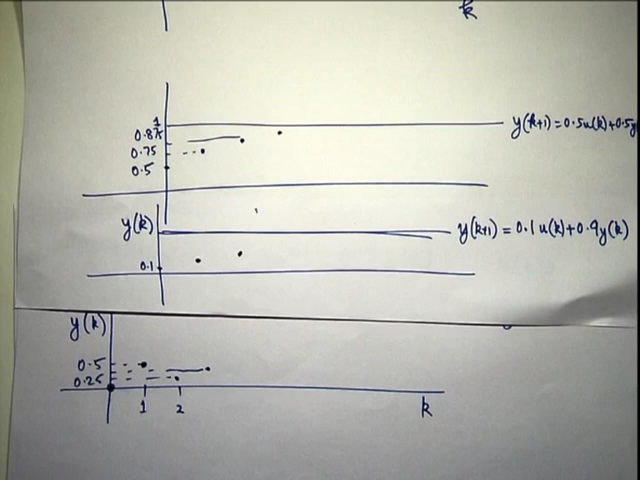 k
1
0.875
0.75
0.5
y(k+1)=0.5u(k)+0.5y
y(k)
0.1
y(k+1) = 0.1u(k)+0.9y(k)
y(k)
0.5
0.25
1 2 k